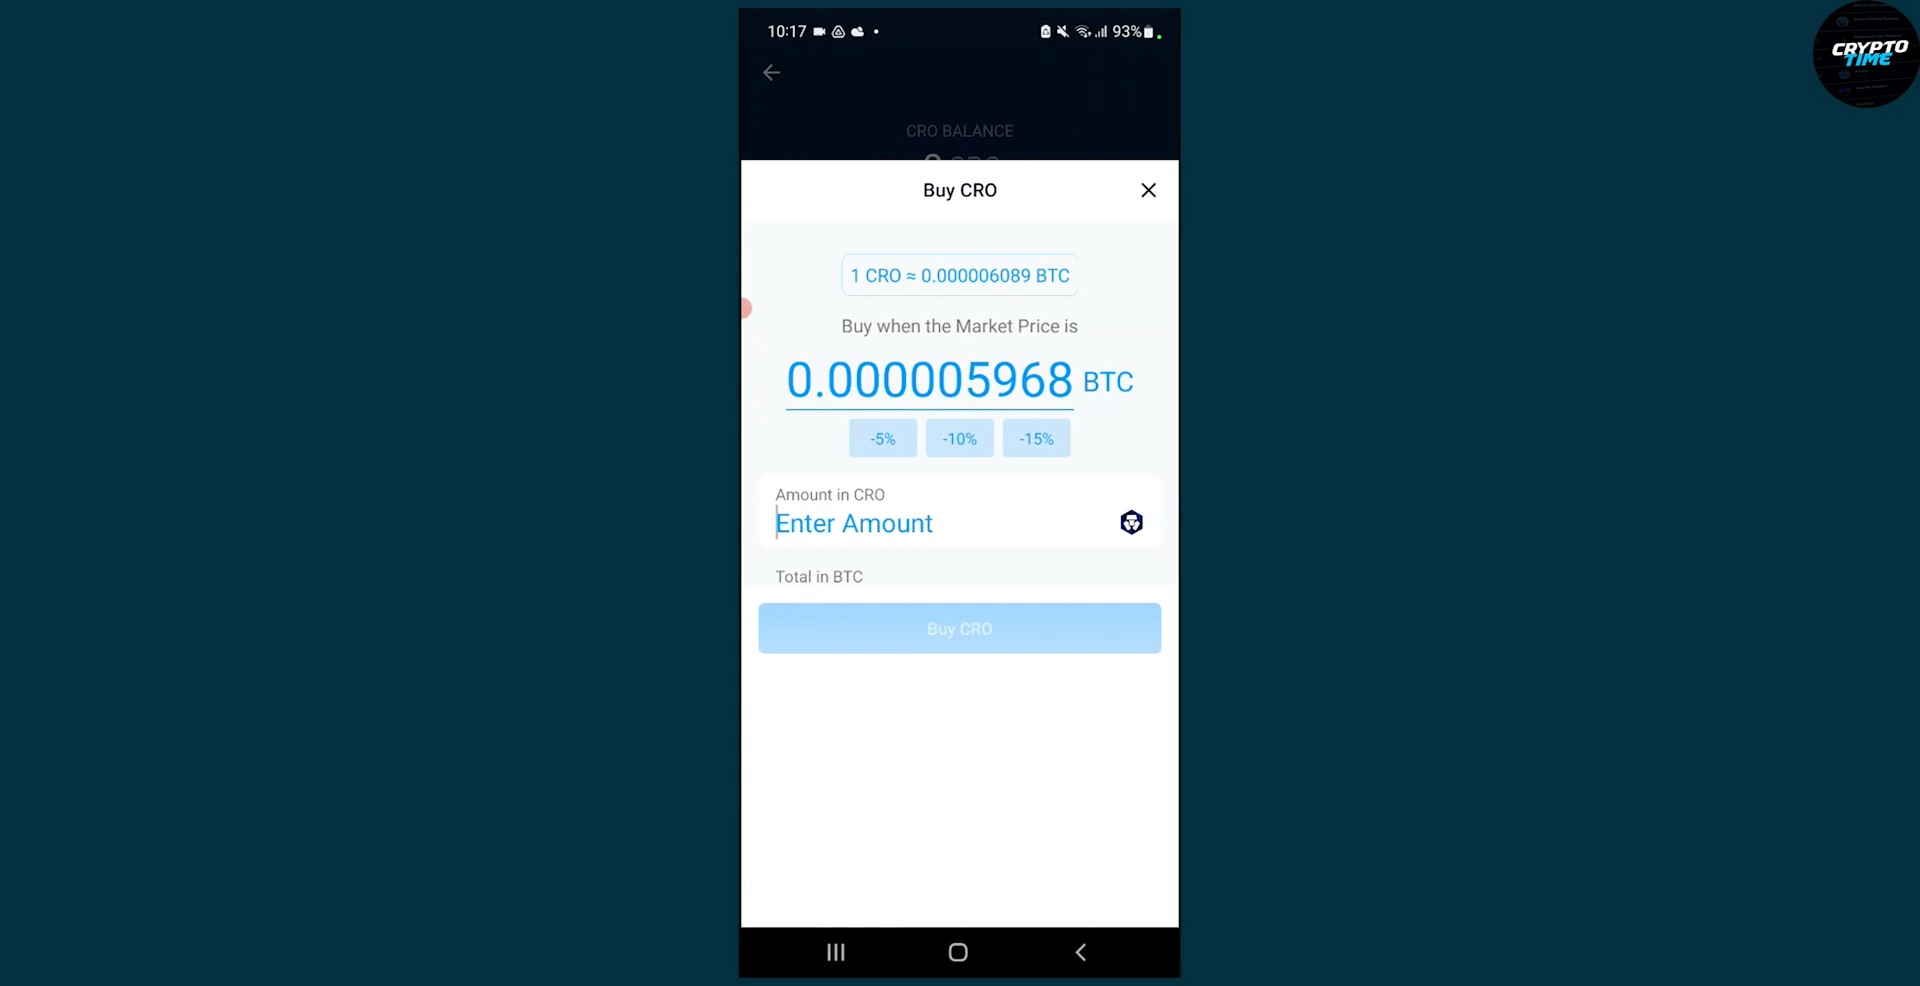 10:17
93%
CRYPTO
TIME
CRO BALANCE
Buy CRO
1 CRO ≈ 0.000006089 BTC
Buy when the Market Price is
0.000005968 BTC
-5% -10% -15%
Amount in CRO
Enter Amount
Total in BTC
Buy CRO